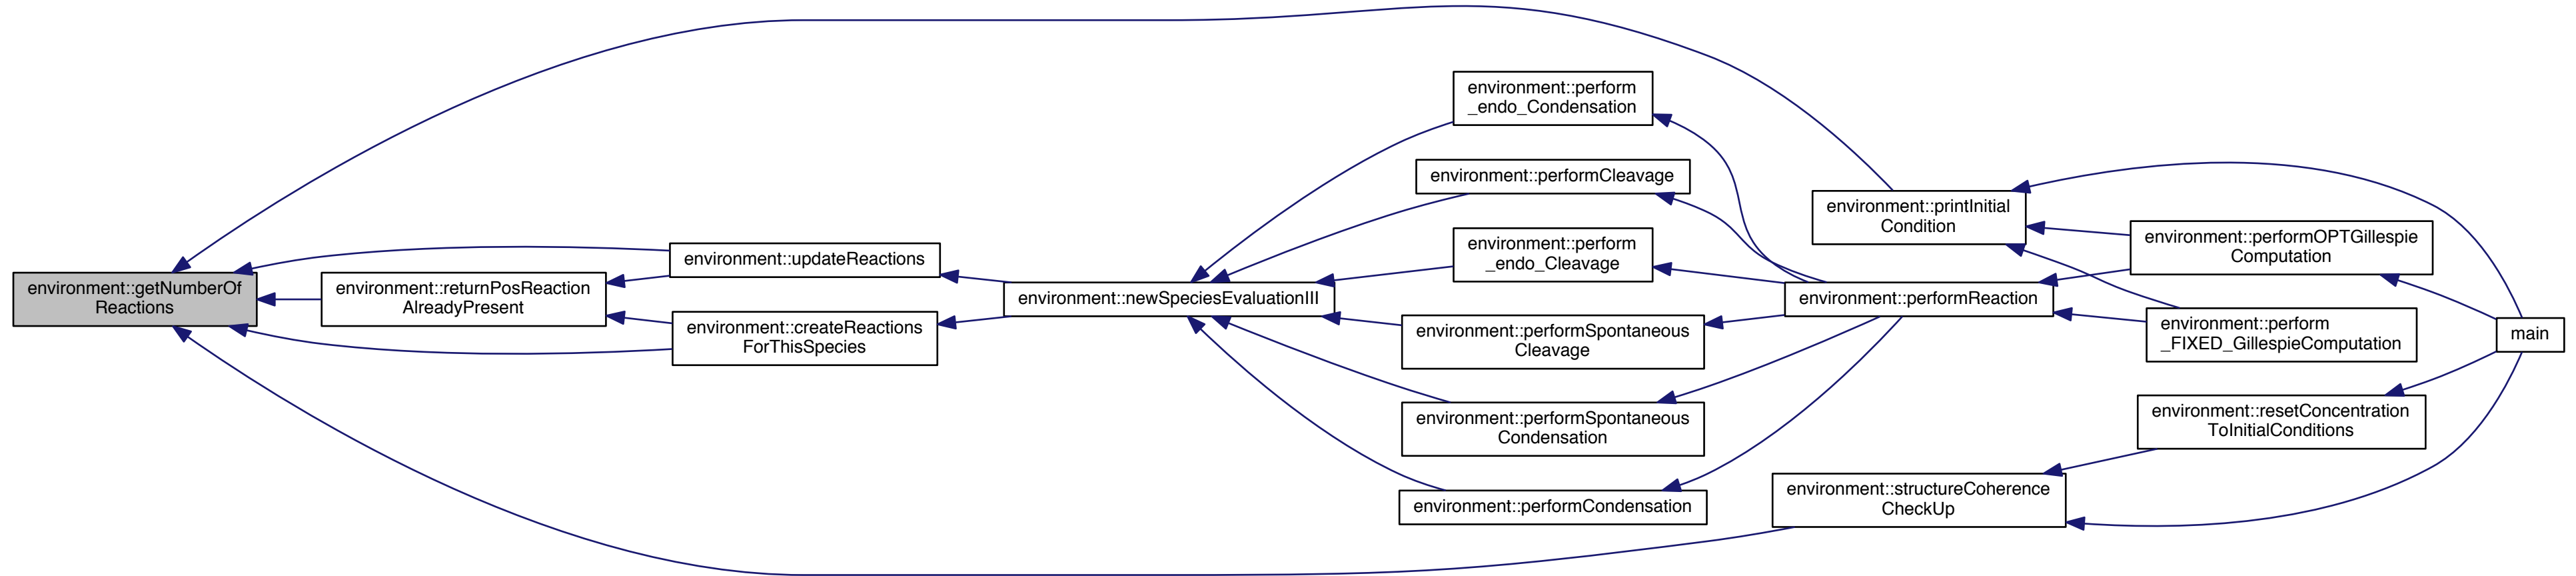 environment::getNumberOf
Reactions
environment::returnPosReaction
AlreadyPresent
environment::updateReactions
environment::createReactions
ForThisSpecies
environment::newSpeciesEvaluationIII
environment::perform
_endo_Condensation
environment::performCleavage
environment::perform
_endo_Cleavage
environment::performSpontaneous
Cleavage
environment::performSpontaneous
Condensation
environment::performCondensation
environment::printInitial
Condition
environment::performReaction
environment::structureCoherence
CheckUp
environment::performOPTGillespie
Computation
environment::perform
_FIXED_GillespieComputation
environment::resetConcentration
ToInitialConditions
main